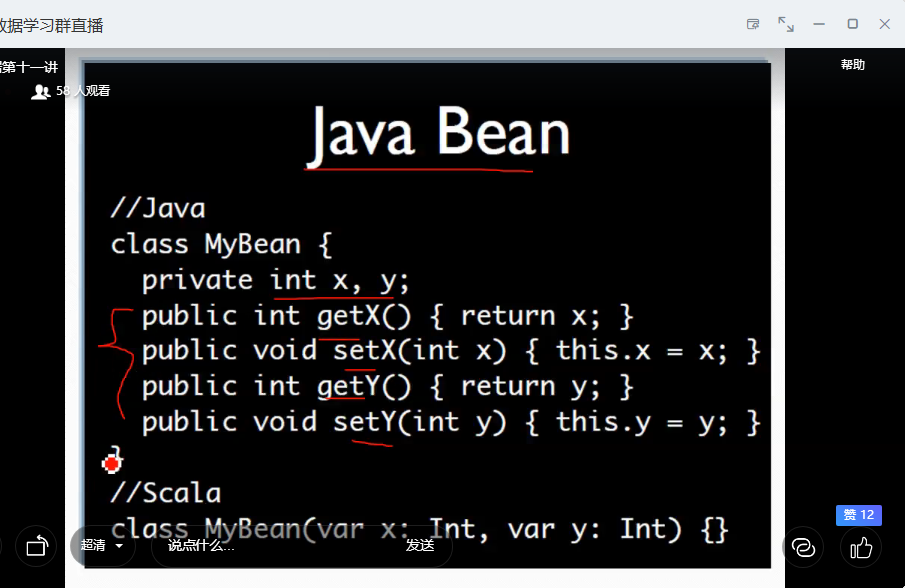 数据学习群直播
第十一讲
58 人观看
帮助
Java Bean
//Java
class MyBean {
private int x, y;
public int getX() { return x; }
public void setX(int x) { this.x = x; }
public int getY() { return y; }
public void setY(int y) { this.y = y; }
}
//Scala
class MyBean(var x: Int, var y: Int) {}
赞 12
超清
说点什么...
发送